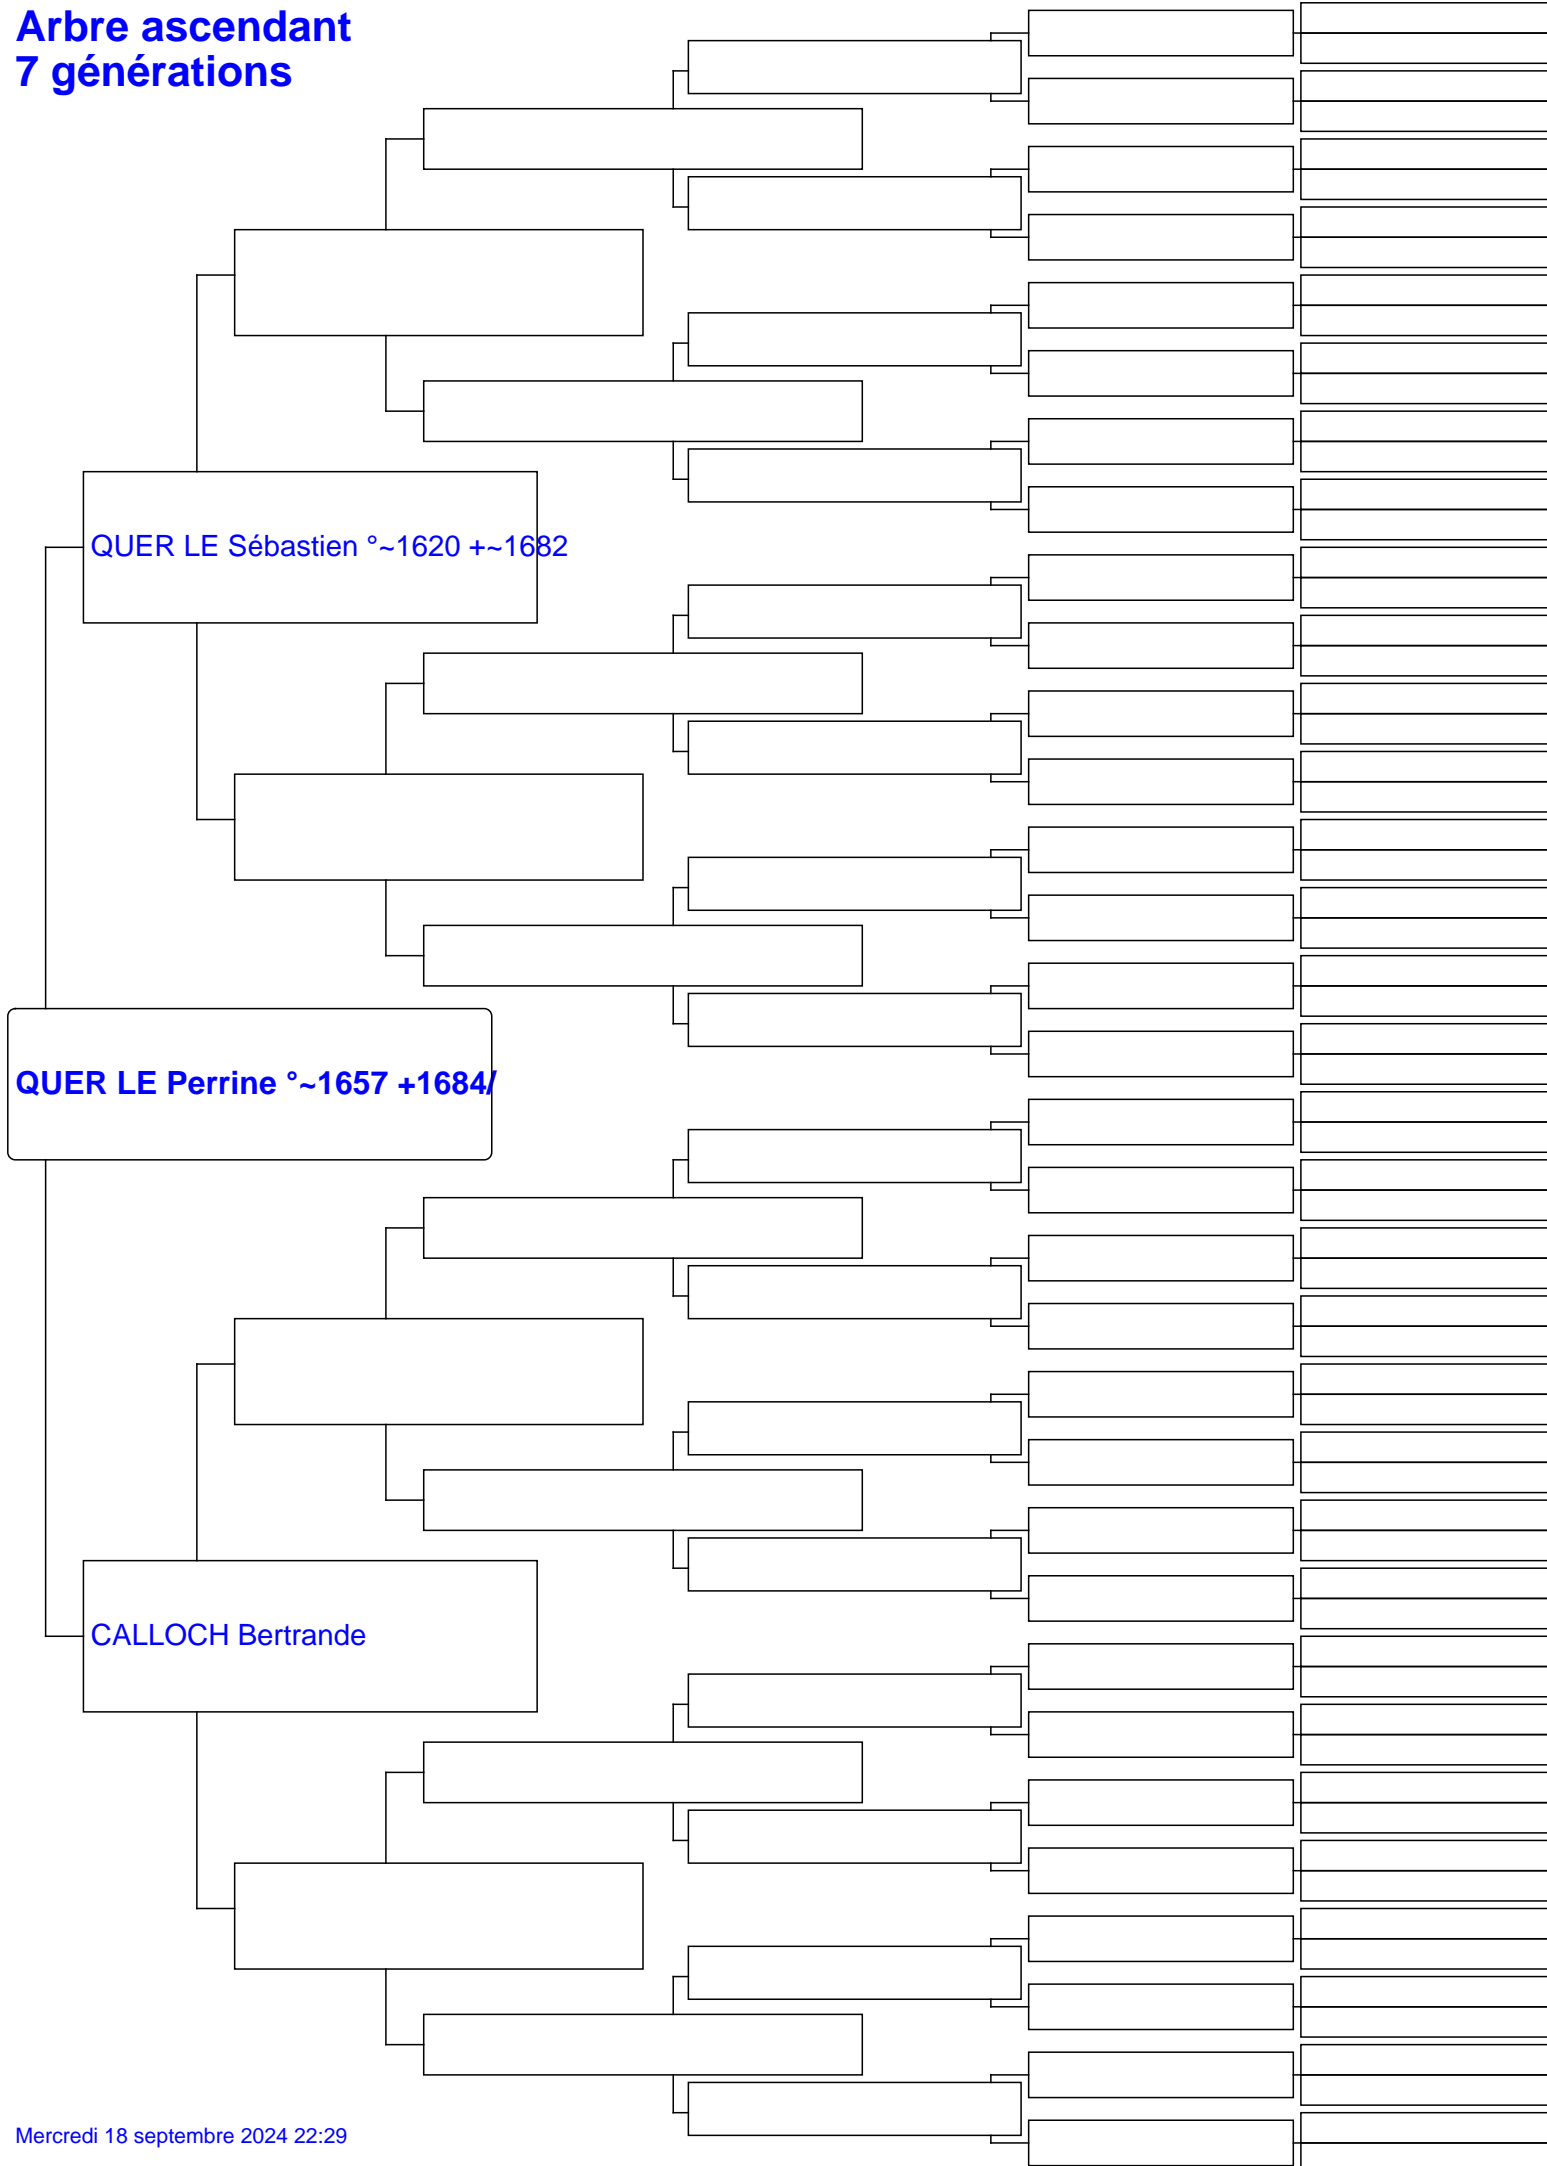 Arbre ascendant
7 générations
QUER LE Sébastien °~1620 +~1682
QUER LE Perrine °~1657 +1684/
CALLOCH Bertrande
Mercredi 18 septembre 2024 22:29